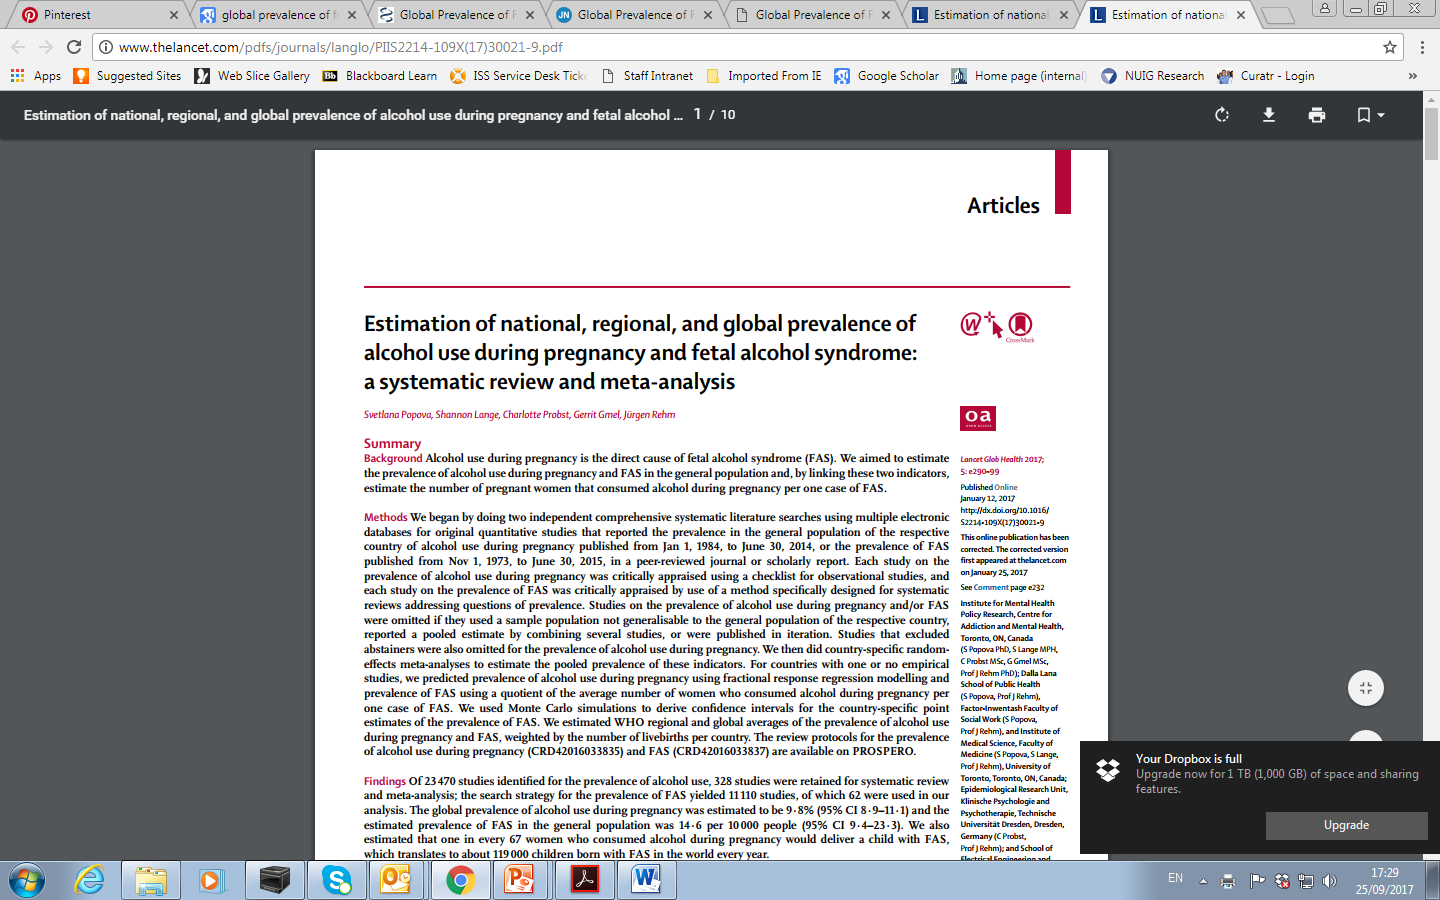 Pinterest
global prevalence of f
Global Prevalence of F
JN Global Prevalence of F
Global Prevalence of F
L Estimation of national
L Estimation of national
www.thelancet.com/pdfs/journals/langlo/PIIS2214-109X(17)30021-9.pdf
Apps Suggested Sites Web Slice Gallery Bb Blackboard Learn ISS Service Desk Ticke Staff Intranet Imported From IE Google Scholar Home page (internal) NUIG Research Curatr - Login »
Estimation of national, regional, and global prevalence of alcohol use during pregnancy and fetal alcohol ... 1 / 10
Articles
Estimation of national, regional, and global prevalence of
alcohol use during pregnancy and fetal alcohol syndrome:
a systematic review and meta-analysis
W
CrossMark
Svetlana Popova, Shannon Lange, Charlotte Probst, Gerrit Gmel, Jürgen Rehm
oa
OPEN ACCESS
Summary
Background Alcohol use during pregnancy is the direct cause of fetal alcohol syndrome (FAS). We aimed to estimate
the prevalence of alcohol use during pregnancy and FAS in the general population and, by linking these two indicators,
estimate the number of pregnant women that consumed alcohol during pregnancy per one case of FAS.
Methods We began by doing two independent comprehensive systematic literature searches using multiple electronic
databases for original quantitative studies that reported the prevalence in the general population of the respective
country of alcohol use during pregnancy published from Jan 1, 1984, to June 30, 2014, or the prevalence of FAS
published from Nov 1, 1973, to June 30, 2015, in a peer-reviewed journal or scholarly report. Each study on the
prevalence of alcohol use during pregnancy was critically appraised using a checklist for observational studies, and
each study on the prevalence of FAS was critically appraised by use of a method specifically designed for systematic
reviews addressing questions of prevalence. Studies on the prevalence of alcohol use during pregnancy and/or FAS
were omitted if they used a sample population not generalisable to the general population of the respective country,
reported a pooled estimate by combining several studies, or were published in iteration. Studies that excluded
abstainers were also omitted for the prevalence of alcohol use during pregnancy. We then did country-specific random-
effects meta-analyses to estimate the pooled prevalence of these indicators. For countries with one or no empirical
studies, we predicted prevalence of alcohol use during pregnancy using fractional response regression modelling and
prevalence of FAS using a quotient of the average number of women who consumed alcohol during pregnancy per
one case of FAS. We used Monte Carlo simulations to derive confidence intervals for the country-specific point
estimates of the prevalence of FAS. We estimated WHO regional and global averages of the prevalence of alcohol use
during pregnancy and FAS, weighted by the number of livebirths per country. The review protocols for the prevalence
of alcohol use during pregnancy (CRD42016033835) and FAS (CRD42016033837) are available on PROSPERO.
Findings Of 23 470 studies identified for the prevalence of alcohol use, 328 studies were retained for systematic review
and meta-analysis; the search strategy for the prevalence of FAS yielded 11 110 studies, of which 62 were used in our
analysis. The global prevalence of alcohol use during pregnancy was estimated to be 9·8% (95% CI 8·9–11·1) and the
estimated prevalence of FAS in the general population was 14·6 per 10 000 people (95% CI 9·4–23·3). We also
estimated that one in every 67 women who consumed alcohol during pregnancy would deliver a child with FAS,
which translates to about 119 000 children born with FAS in the world every year.
Lancet Glob Health 2017;
5: e290–99
Published Online
January 12, 2017
http://dx.doi.org/10.1016/
S2214-109X(17)30021-9
This online publication has been
corrected. The corrected version
first appeared at thelancet.com
on January 25, 2017
See Comment page e232
Institute for Mental Health
Policy Research, Centre for
Addiction and Mental Health,
Toronto, ON, Canada
(S Popova PhD, S Lange MPH,
C Probst MSc, G Gmel MSc,
Prof J Rehm PhD); Dalla Lana
School of Public Health
(S Popova, Prof J Rehm),
Factor-Inwentash Faculty of
Social Work (S Popova,
Prof J Rehm), and Institute of
Medical Science, Faculty of
Medicine (S Popova, S Lange,
Prof J Rehm), University of
Toronto, Toronto, ON, Canada;
Epidemiological Research Unit,
Klinische Psychologie and
Psychotherapie, Technische
Universität Dresden, Dresden,
Germany (C Probst,
Prof J Rehm); and School of
Electrical Engineering and
Your Dropbox is full
Upgrade now for 1 TB (1,000 GB) of space and sharing
features.
Upgrade
EN
17:29
25/09/2017